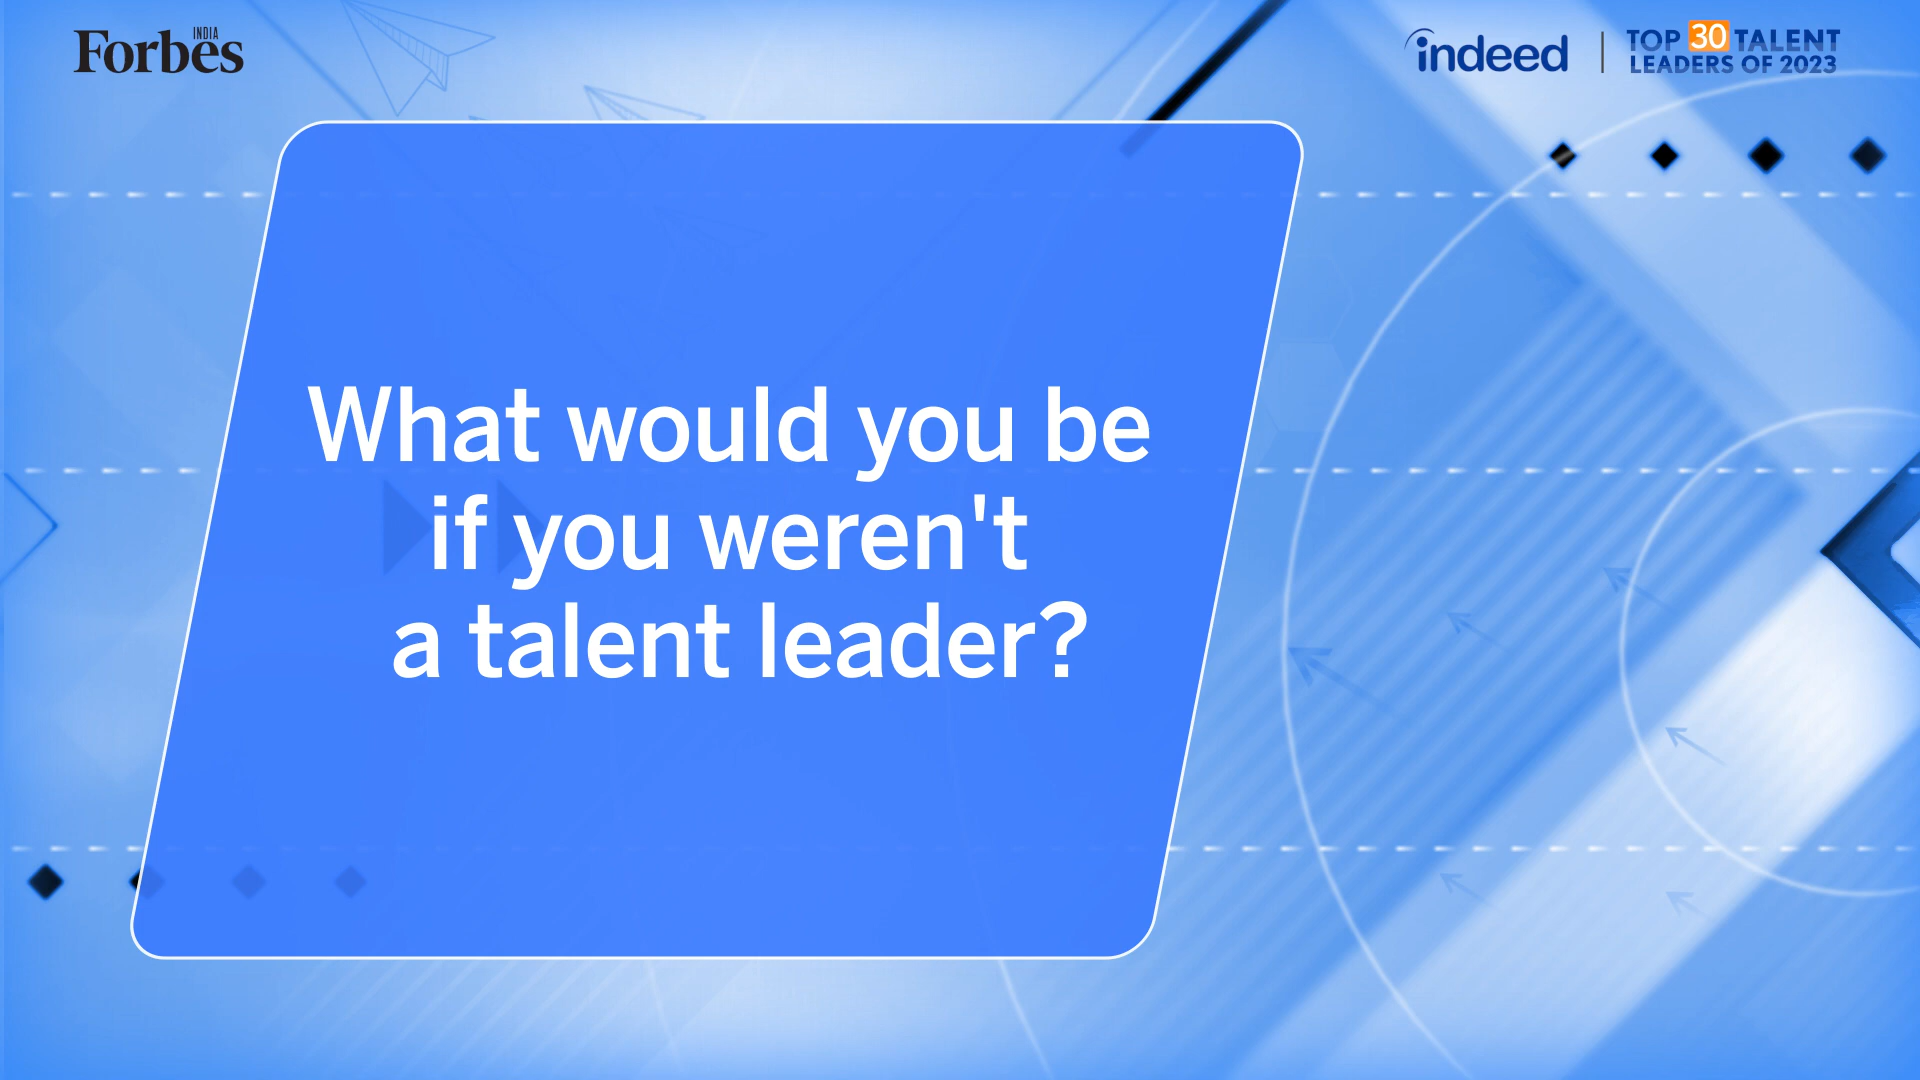 Forbes
INDIA
indeed
TOP 30 TALENT
LEADERS OF 2023
What would you be
if you weren't
a talent leader?